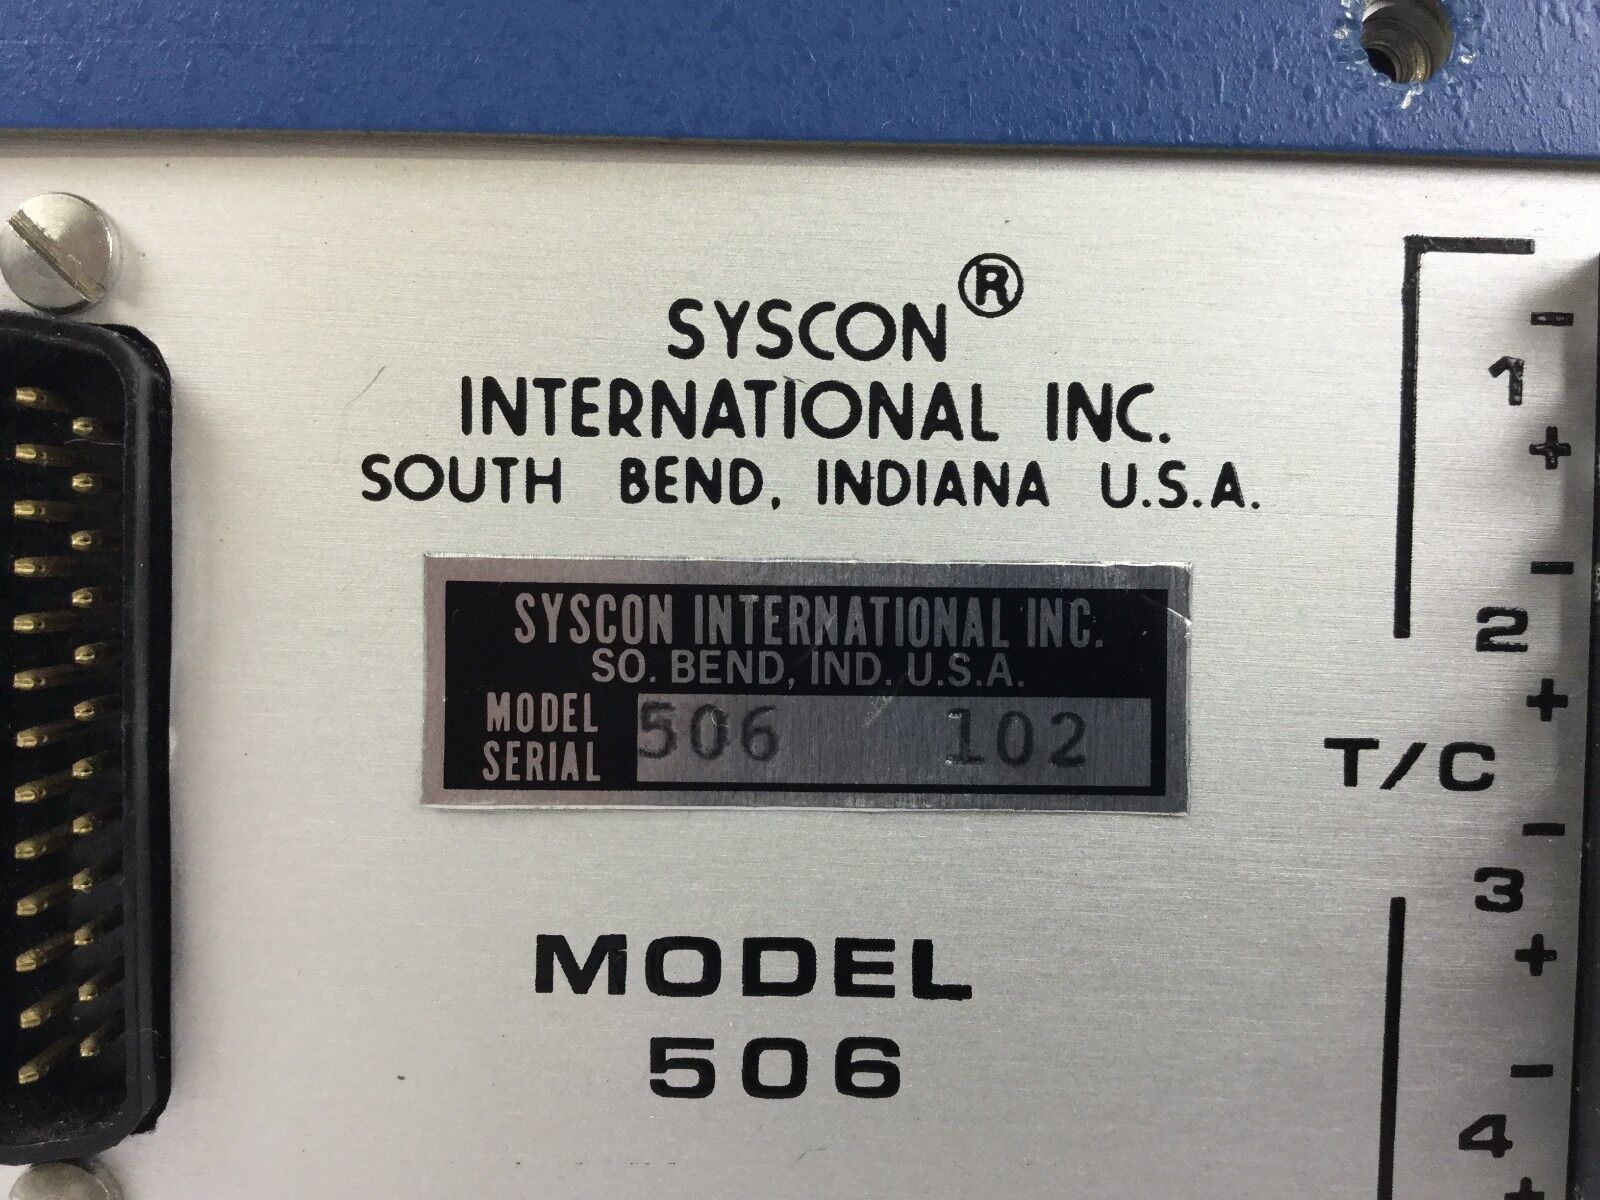 SYSCON®
INTERNATIONAL INC.
SOUTH BEND, INDIANA U.S.A.
SYSCON INTERNATIONAL INC.
SO. BEND, IND. U.S.A.
MODEL
SERIAL
506 102
MODEL
506
-
1
+
-
2
+
T/C
-
3
+
-
4
+